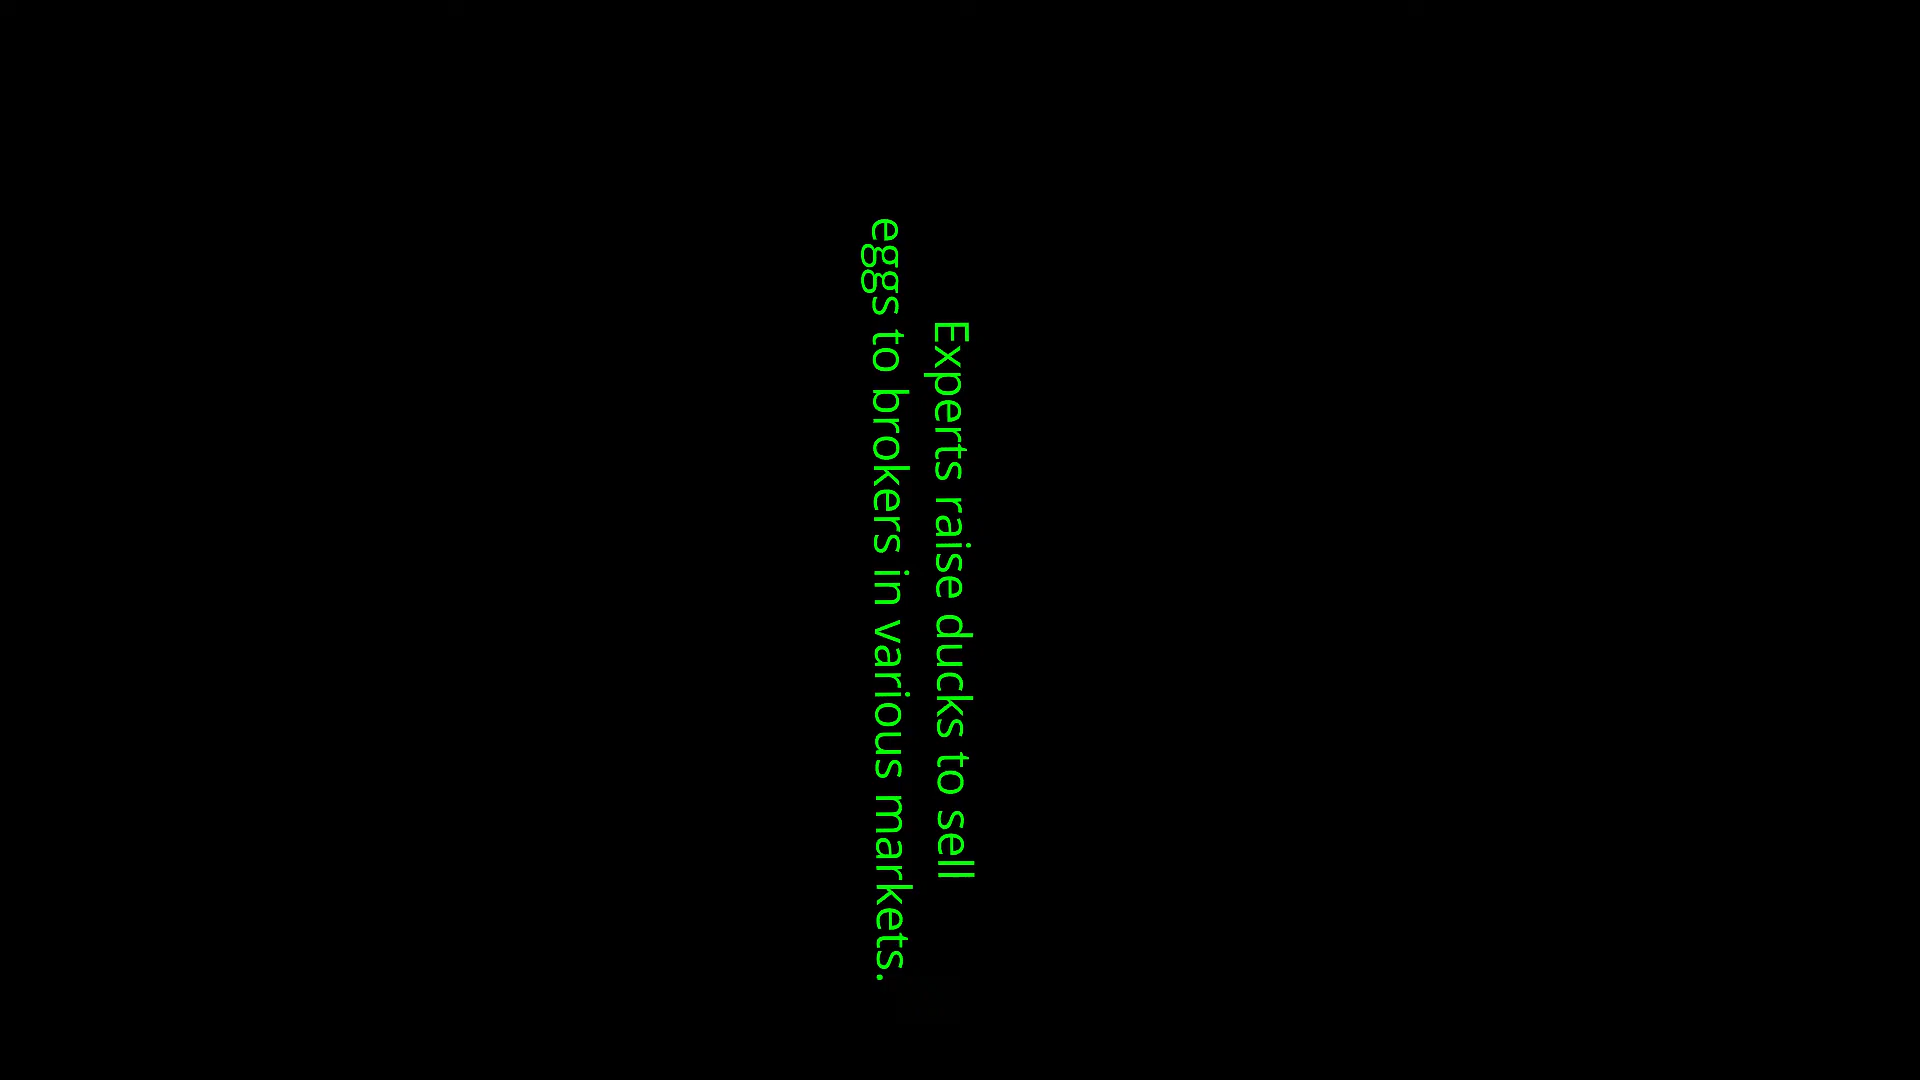 Experts raise ducks to sell
eggs to brokers in various markets.